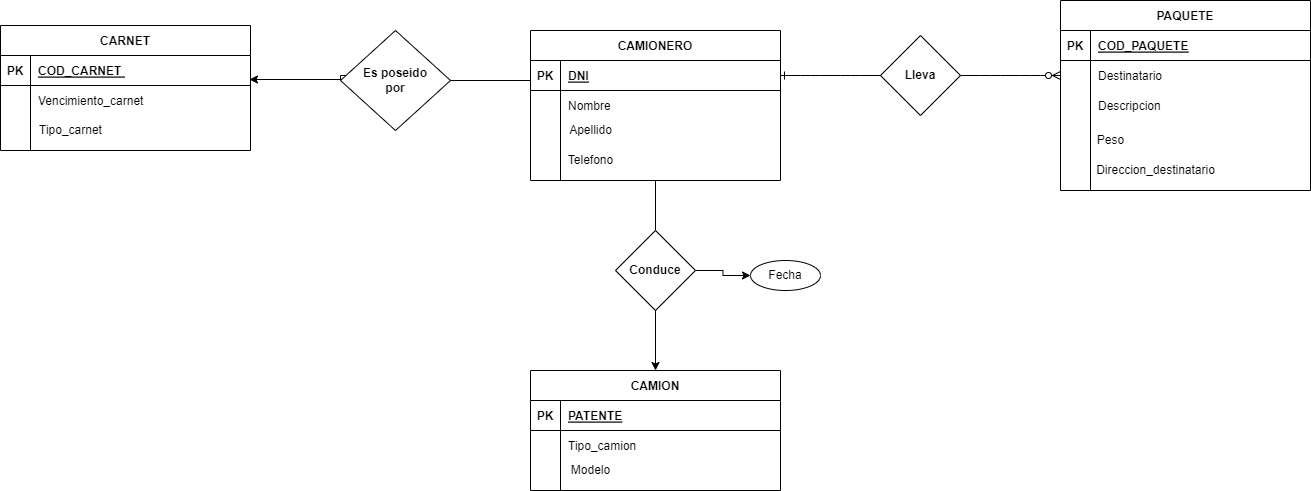 CARNET
PK COD_CARNET
Vencimiento_carnet
Tipo_carnet
Es poseido
por
CAMIONERO
PK DNI
Nombre
Apellido
Telefono
Lleva
PAQUETE
PK COD_PAQUETE
Destinatario
Descripcion
Peso
Direccion_destinatario
Conduce
Fecha
CAMION
PK PATENTE
Tipo_camion
Modelo